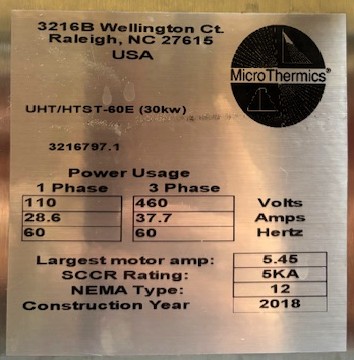 3216B Wellington Ct.
Raleigh, NC 27615
USA
MicroThermics®
UHT/HTST-60E (30kw)
3216797.1
Power Usage
1 Phase 3 Phase
110 460 Volts
28.6 37.7 Amps
60 60 Hertz
Largest motor amp: 5.45
SCCR Rating: 5KA
NEMA Type: 12
Construction Year 2018